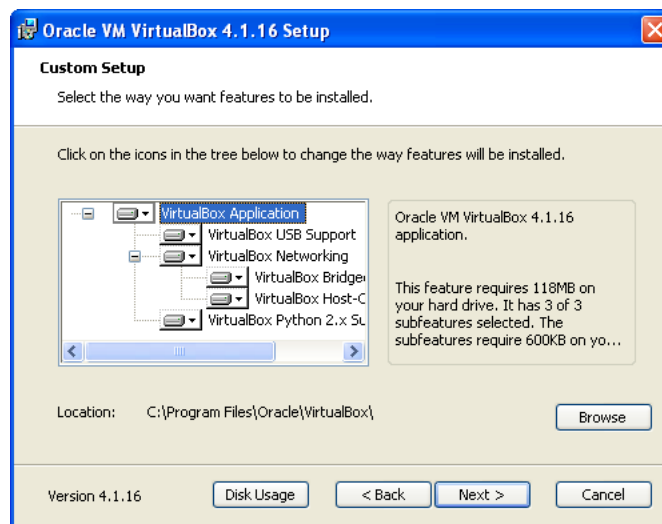 Oracle VM VirtualBox 4.1.16 Setup
Custom Setup
Select the way you want features to be installed.
Click on the icons in the tree below to change the way features will be installed.
VirtualBox Application
VirtualBox USB Support
VirtualBox Networking
VirtualBox Bridge
VirtualBox Host-C
VirtualBox Python 2.x Su
Oracle VM VirtualBox 4.1.16
application.
This feature requires 118MB on
your hard drive. It has 3 of 3
subfeatures selected. The
subfeatures require 600KB on yo...
Location: C:\Program Files\Oracle\VirtualBox\
Browse
Version 4.1.16
Disk Usage
< Back
Next >
Cancel